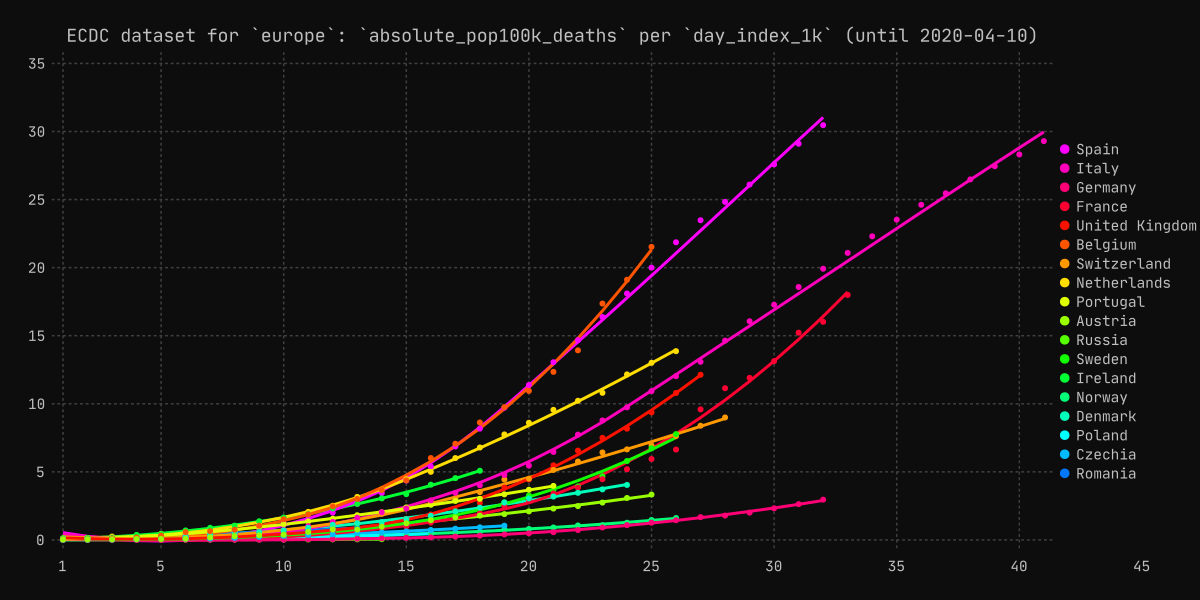 ECDC dataset for `europe`: `absolute_pop100k_deaths` per `day_index_1k` (until 2020-04-10)
35
30
25
20
15
10
5
0
1 5 10 15 20 25 30 35 40 45
Spain
Italy
Germany
France
United Kingdom
Belgium
Switzerland
Netherlands
Portugal
Austria
Russia
Sweden
Ireland
Norway
Denmark
Poland
Czechia
Romania